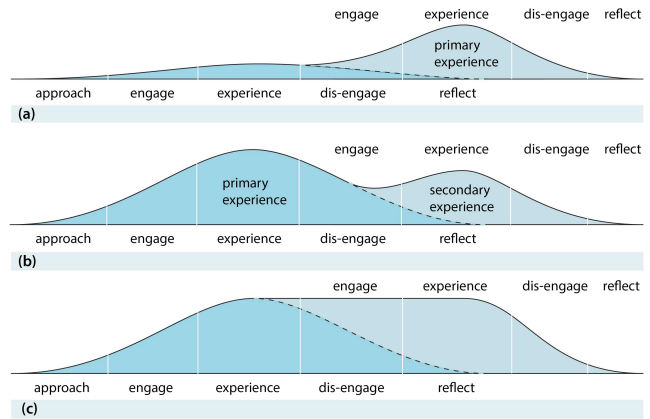 engage experience dis-engage reflect
primary
experience
approach engage experience dis-engage reflect
(a)
engage experience dis-engage reflect
primary
experience
secondary
experience
approach engage experience dis-engage reflect
(b)
engage experience dis-engage reflect
approach engage experience dis-engage reflect
(c)